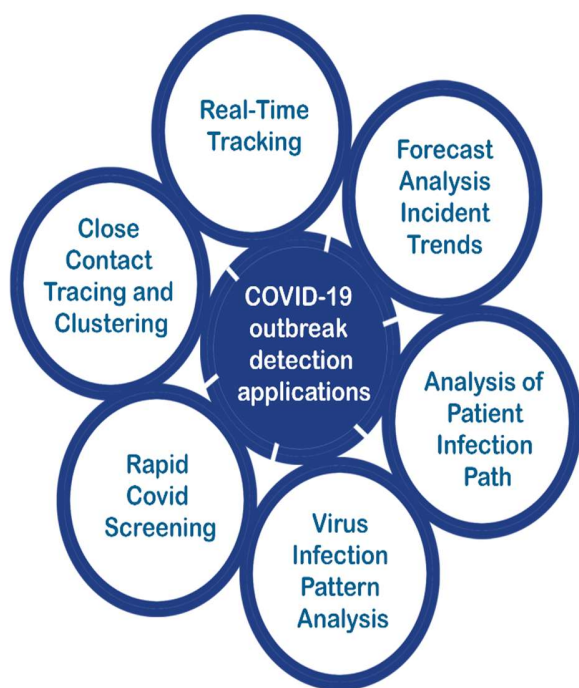 Real-Time
Tracking
Forecast
Analysis
Incident
Trends
Close
Contact
Tracing and
Clustering
COVID-19
outbreak
detection
applications
Analysis of
Patient
Infection
Path
Rapid
Covid
Screening
Virus
Infection
Pattern
Analysis